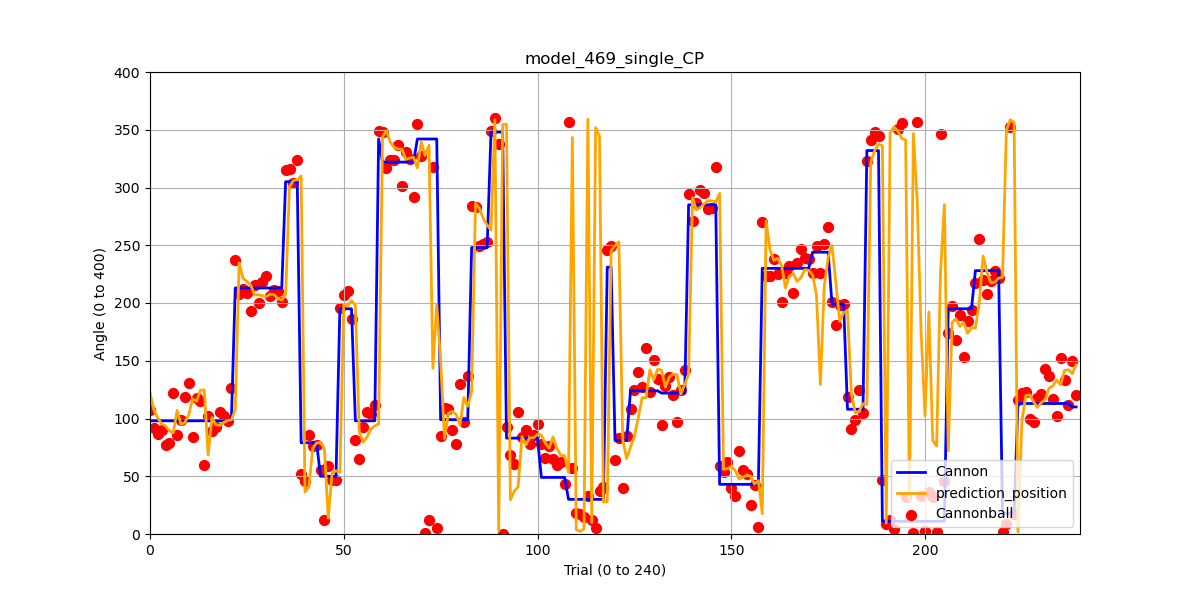 model_469_single_CP
400
350
300
250
200
150
100
50
0
Angle (0 to 400)
0 50 100 150 200
Trial (0 to 240)
Cannon
prediction_position
Cannonball